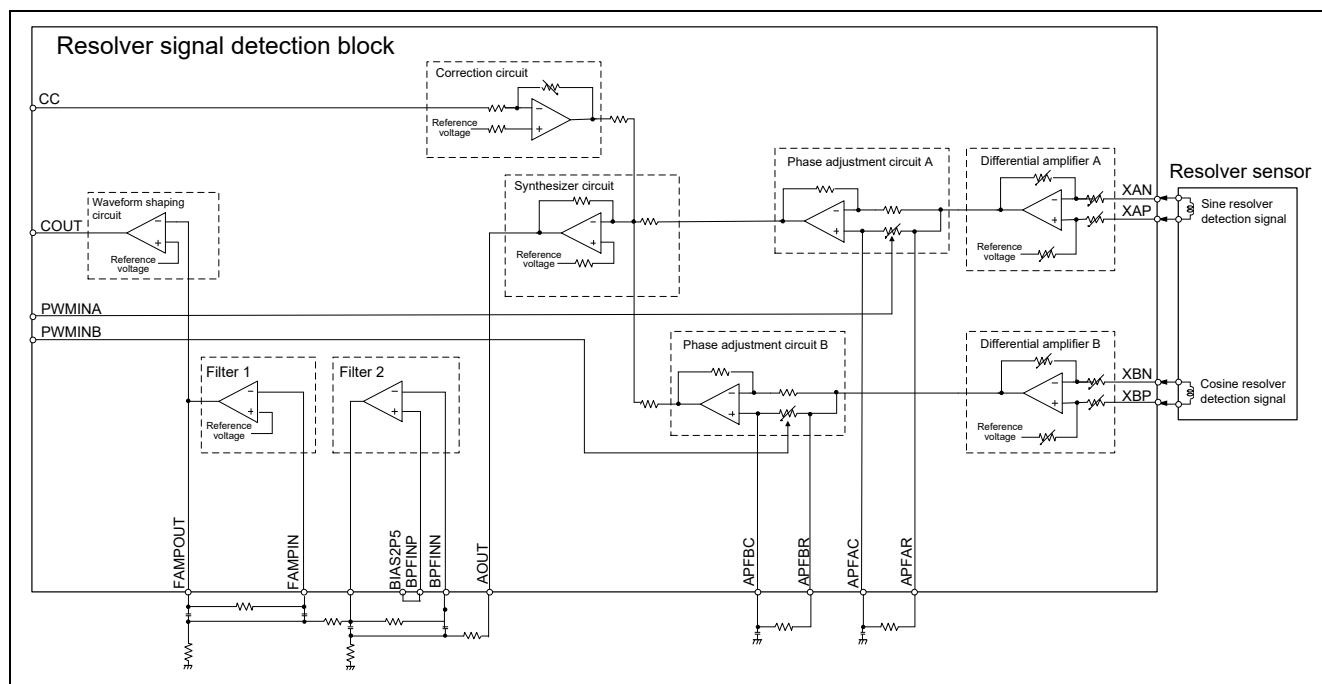 Resolver signal detection block
Correction circuit
CC
Reference
voltage
Phase adjustment circuit A
Differential amplifier A
Resolver sensor
Synthesizer circuit
XAN
Sine resolver
detection signal
XAP
Waveform shaping
circuit
COUT
Reference
voltage
Reference
voltage
Reference
voltage
PWMINA
PWMINB
Phase adjustment circuit B
Differential amplifier B
Filter 1
Filter 2
XBN
Cosine resolver
detection signal
XBP
Reference
voltage
Reference
voltage
FAMPOUT
FAMPIN
BIAS2P5
BPFINP
BPFINN
AOUT
APFBC
APFBR
APFAC
APFAR